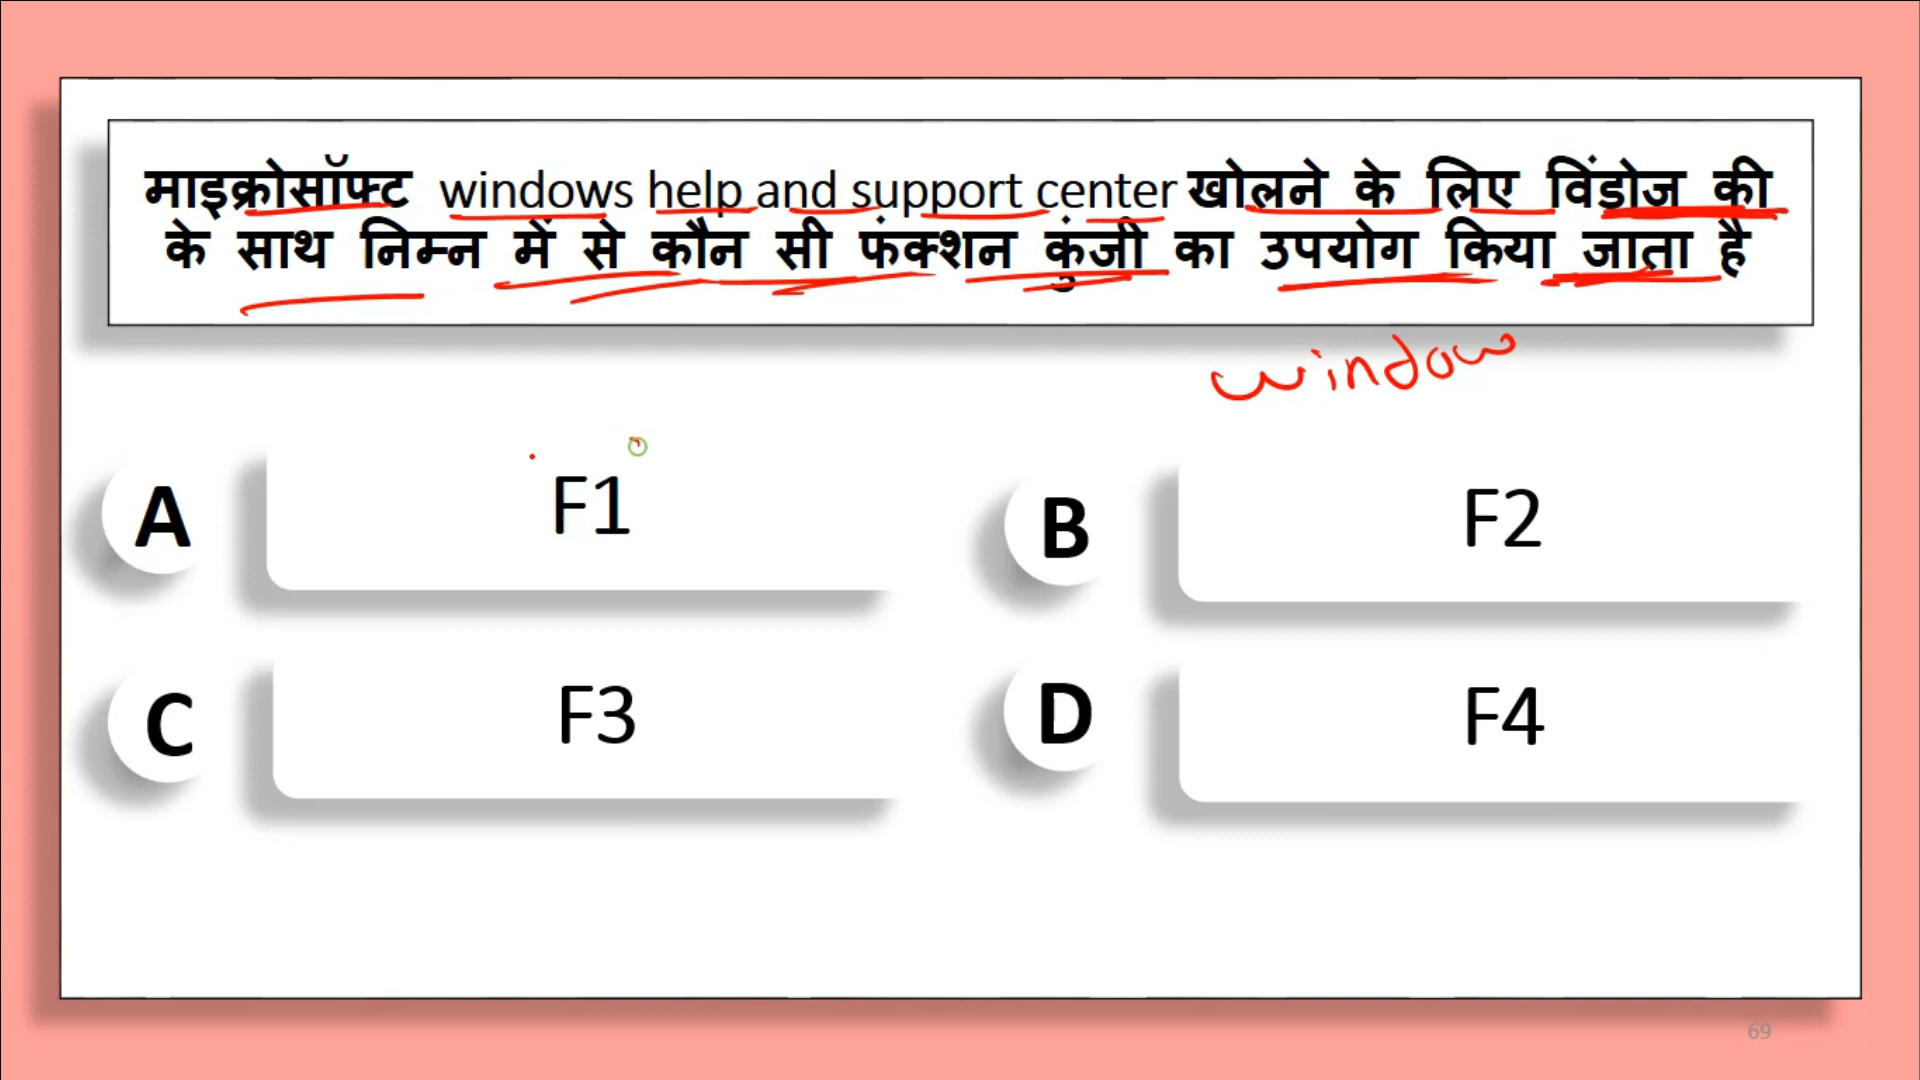 माइक्रोसॉफ्ट windows help and support center खोलने के लिए विंडोज की
के साथ निम्न में से कौन सी फंक्शन कुंजी का उपयोग किया जाता है
window
A F1
B F2
C F3
D F4
69